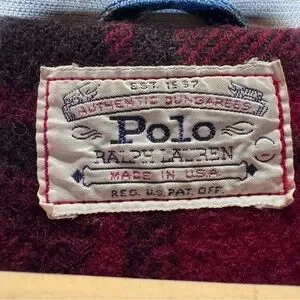 EST. 1967
AUTHENTIC DUNGAREES
Polo
RALPH LAUREN
MADE IN U.S.A.
REG. U.S. PAT. OFF.